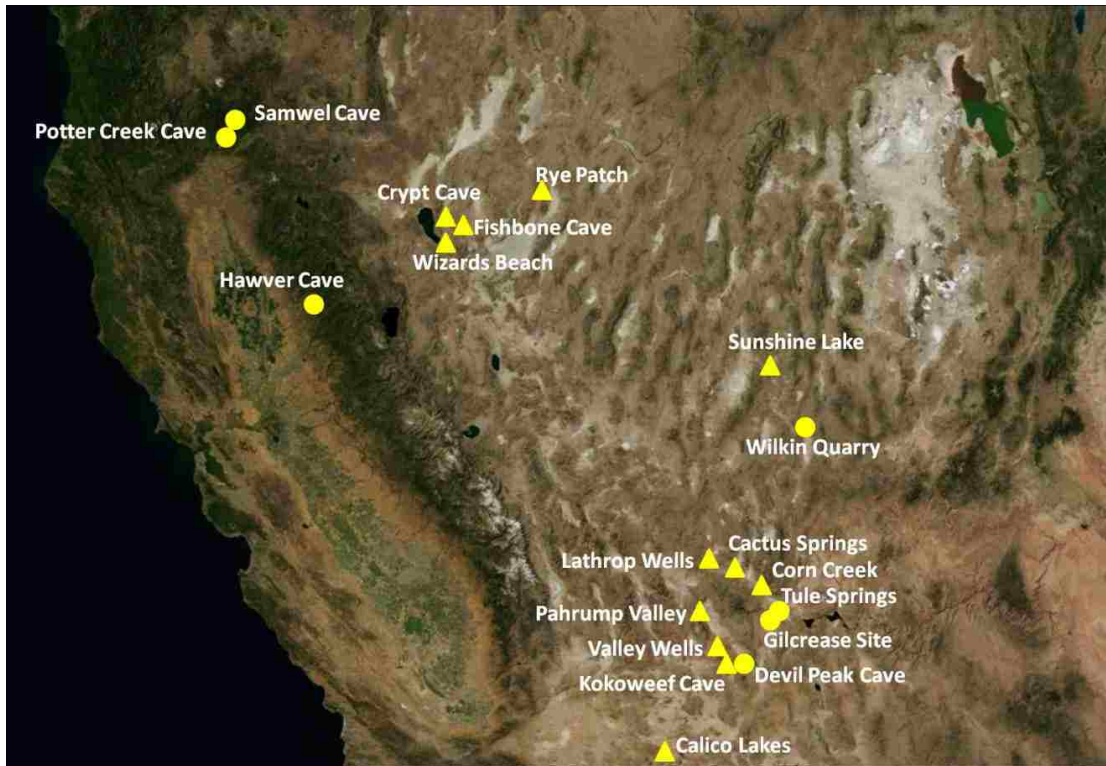 Samwel Cave
Potter Creek Cave
Rye Patch
Crypt Cave
Fishbone Cave
Wizards Beach
Hawver Cave
Sunshine Lake
Wilkin Quarry
Cactus Springs
Lathrop Wells
Corn Creek
Tule Springs
Pahrump Valley
Gilcrease Site
Valley Wells
Devil Peak Cave
Kokoweef Cave
Calico Lakes